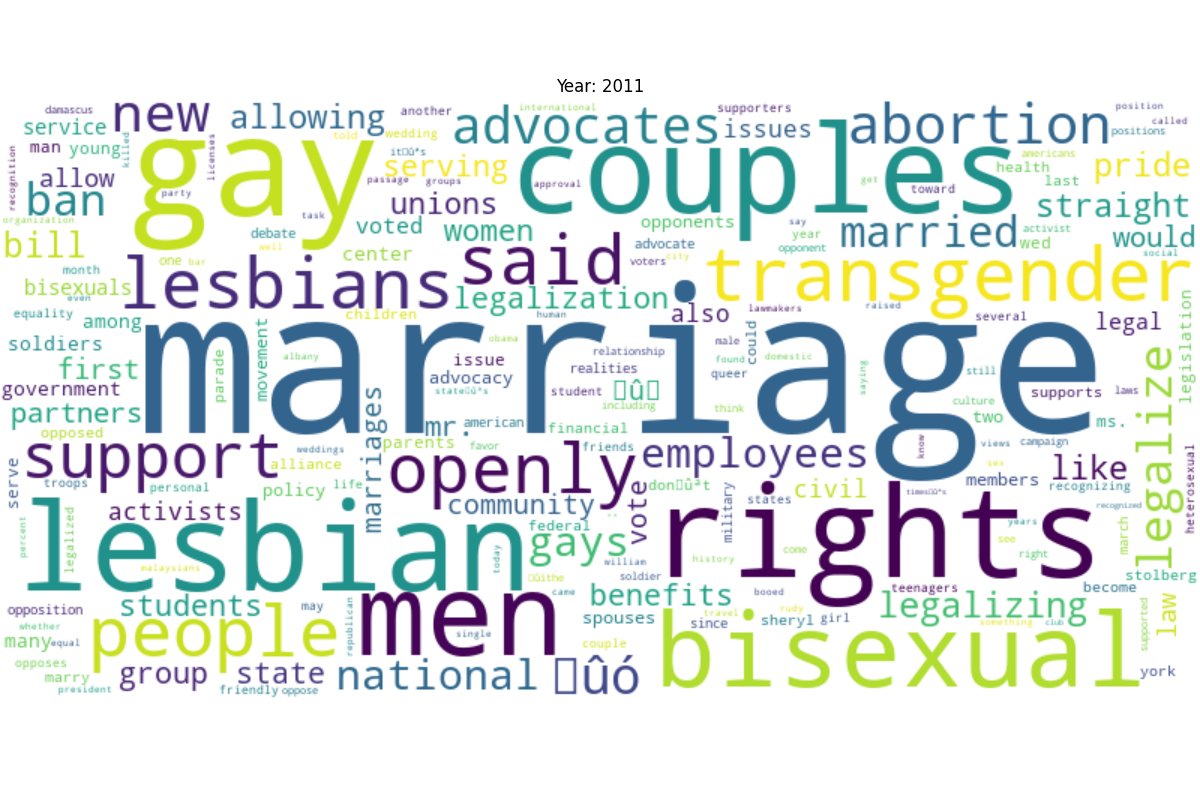 Year: 2011
damascus
new
allowing
another
international
supporters
position
called
service
advocates
issues
abortion
positions
man
young
killed
licenses
told
wedding
gay
itûªs
serving
couples
americans
pride
recognition
allow
party
passage
groups
approval
get
toward
health
last
ban
unions
straight
organization
task
voted
women
opponents
say
married
activist
would
bill
debate
said
advocate
year
wed
social
well
center
voters
city
opponent
one
bar
month
lesbians
transgender
even
bisexuals
legalization
equality
children
human
also
lawmakers
raised
several
legal
legislation
among
movement
marriage
soldiers
obama
issue
relationship
male
could
parade
albany
realities
found
domestic
still
first
advocacy
queer
saying
government
stateûªs
student
ûÏ
supports
laws
partners
marriages
including
think
culture
two
legalize
opposed
mr.
american
financial
ms.
support
weddings
parents
favor
friends
employees
know
views
campaign
serve
troops
alliance
openly
sex
like
heterosexual
personal
policy
life
donûªt
civil
members
recognizing
activists
community
vote
military
states
timesûªs
recognized
percent
legalized
lesbian
federal
rights
years
march
gays
today
see
right
malaysians
history
come
ûïthe
william
soldier
stolberg
opposition
students
may
men
came
benefits
booed
teenagers
become
whether
people
republican
spouses
travel
rudy
legalizing
supported
law
many
equal
single
since
sheryl
girl
something
club
couple
opposes
group
state
national
ûó
bisexual
marry
york
president
friendly
oppose